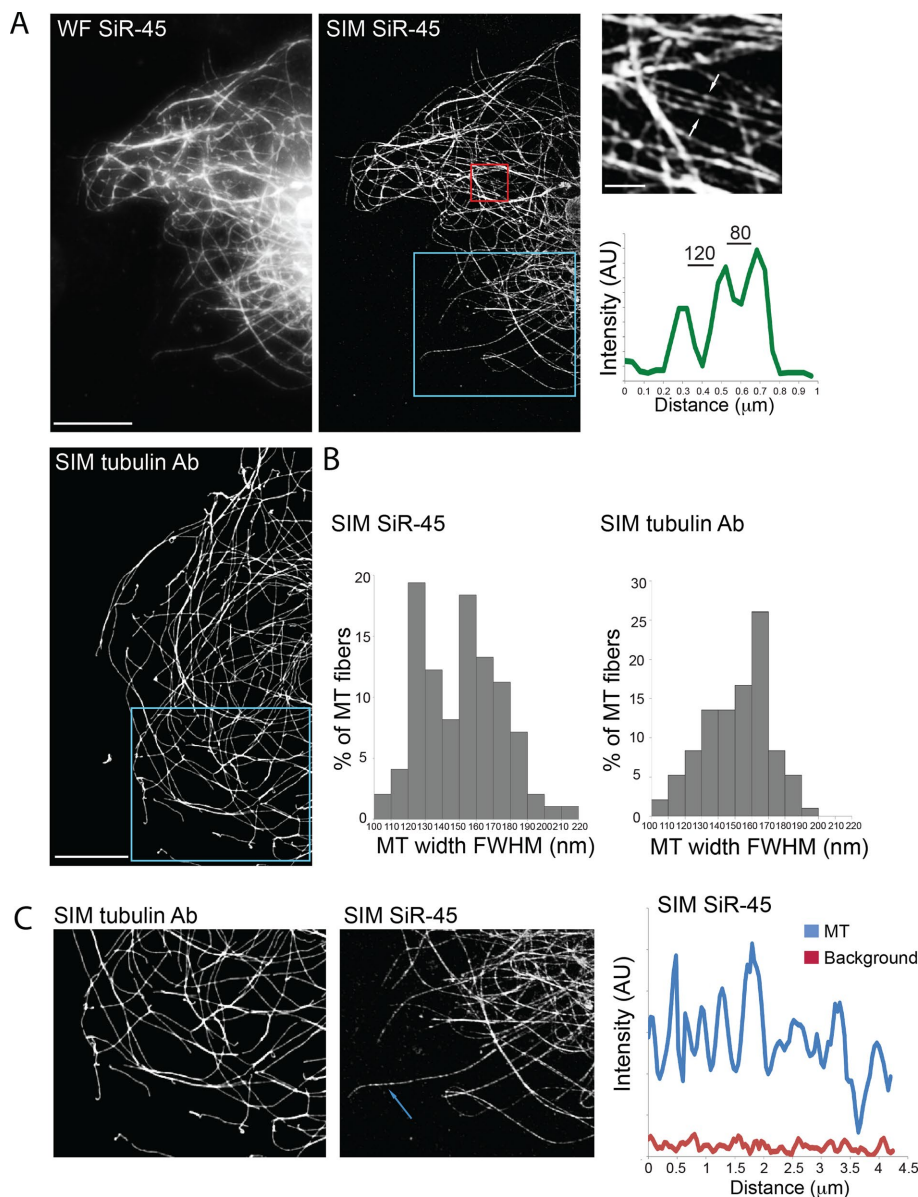 A
WF SiR-45
SIM SiR-45
120
80
Intensity (AU)
0 0.1 0.2 0.3 0.4 0.5 0.6 0.7 0.8 0.9 1
Distance (μm)
SIM tubulin Ab
B
SIM SiR-45
20
15
10
5
0
% of MT fibers
100 110 120 130 140 150 160 170 180 190 200 210 220
MT width FWHM (nm)
SIM tubulin Ab
30
25
20
15
10
5
0
% of MT fibers
100 110 120 130 140 150 160 170 180 190 200 210 220
MT width FWHM (nm)
C
SIM tubulin Ab
SIM SiR-45
SIM SiR-45
MT
Background
Intensity (AU)
0 0.5 1 1.5 2 2.5 3 3.5 4 4.5
Distance (μm)